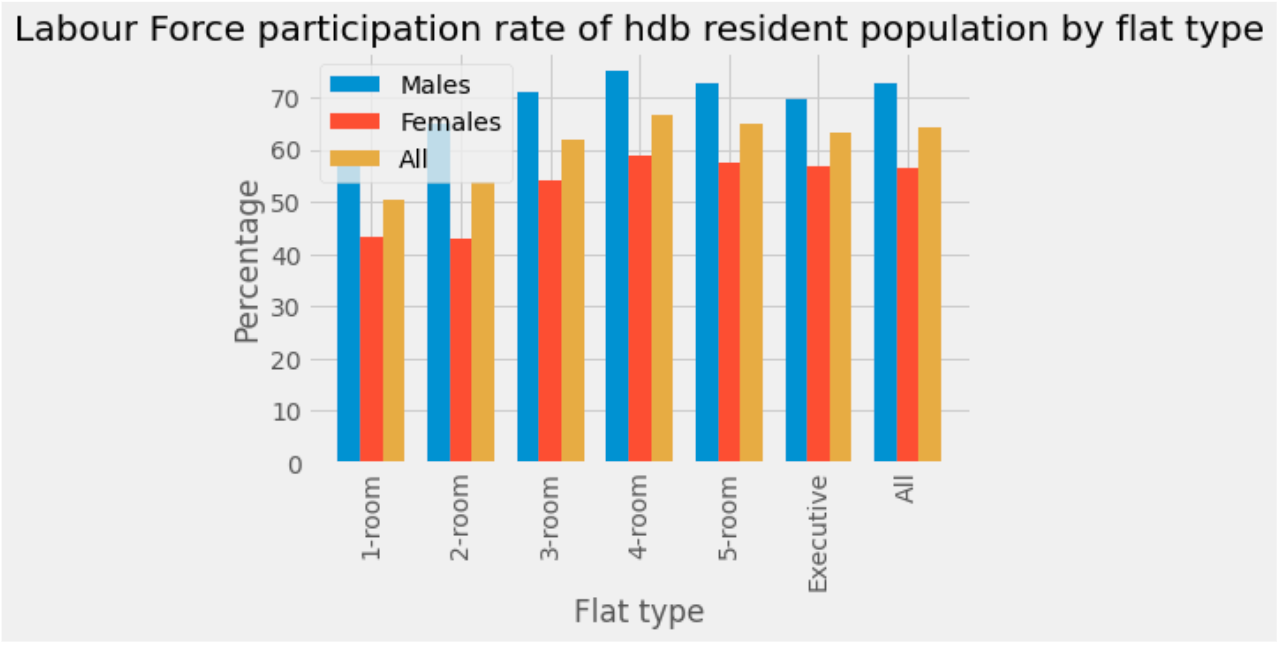 Labour Force participation rate of hdb resident population by flat type
Males
Females
All
70
60
50
40
30
20
10
0
Percentage
1-room
2-room
3-room
4-room
5-room
Executive
All
Flat type